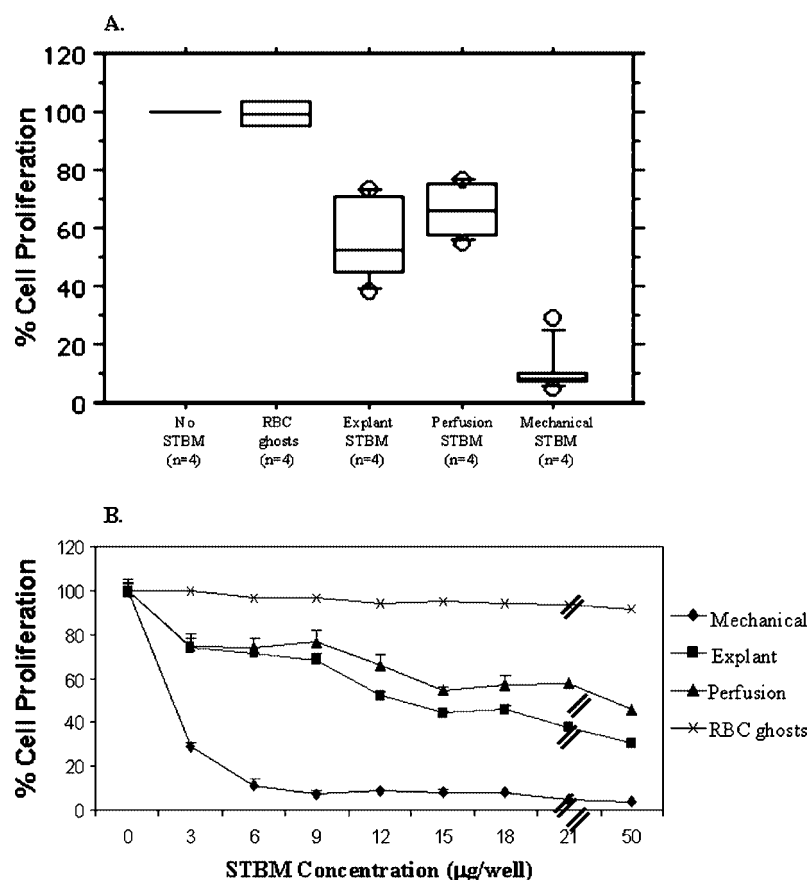 A.
% Cell Proliferation
120
100
80
60
40
20
0
No STBM (n=4)
RBC ghosts (n=4)
Explant STBM (n=4)
Perfusion STBM (n=4)
Mechanical STBM (n=4)
B.
% Cell Proliferation
120
100
80
60
40
20
0
0 3 6 9 12 15 18 21 50
STBM Concentration (µg/well)
Mechanical
Explant
Perfusion
RBC ghosts